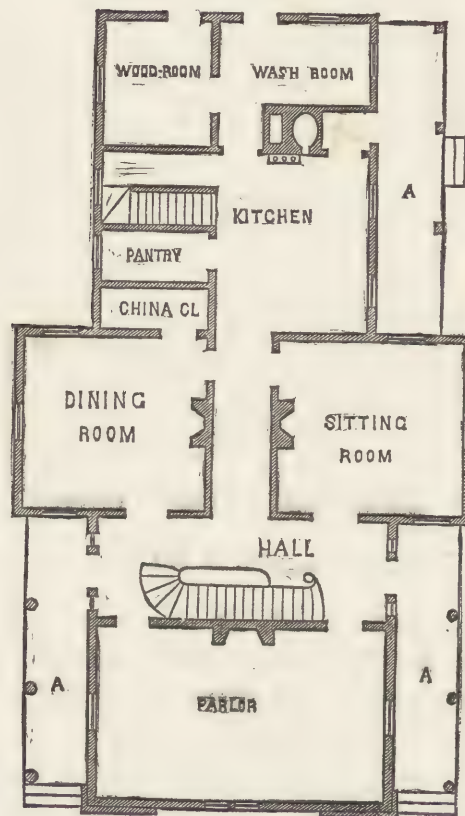 WOOD-ROOM
WASH ROOM
A
KITCHEN
PANTRY
CHINA CL
DINING
ROOM
SITTING
ROOM
HALL
A
A
PARLOR